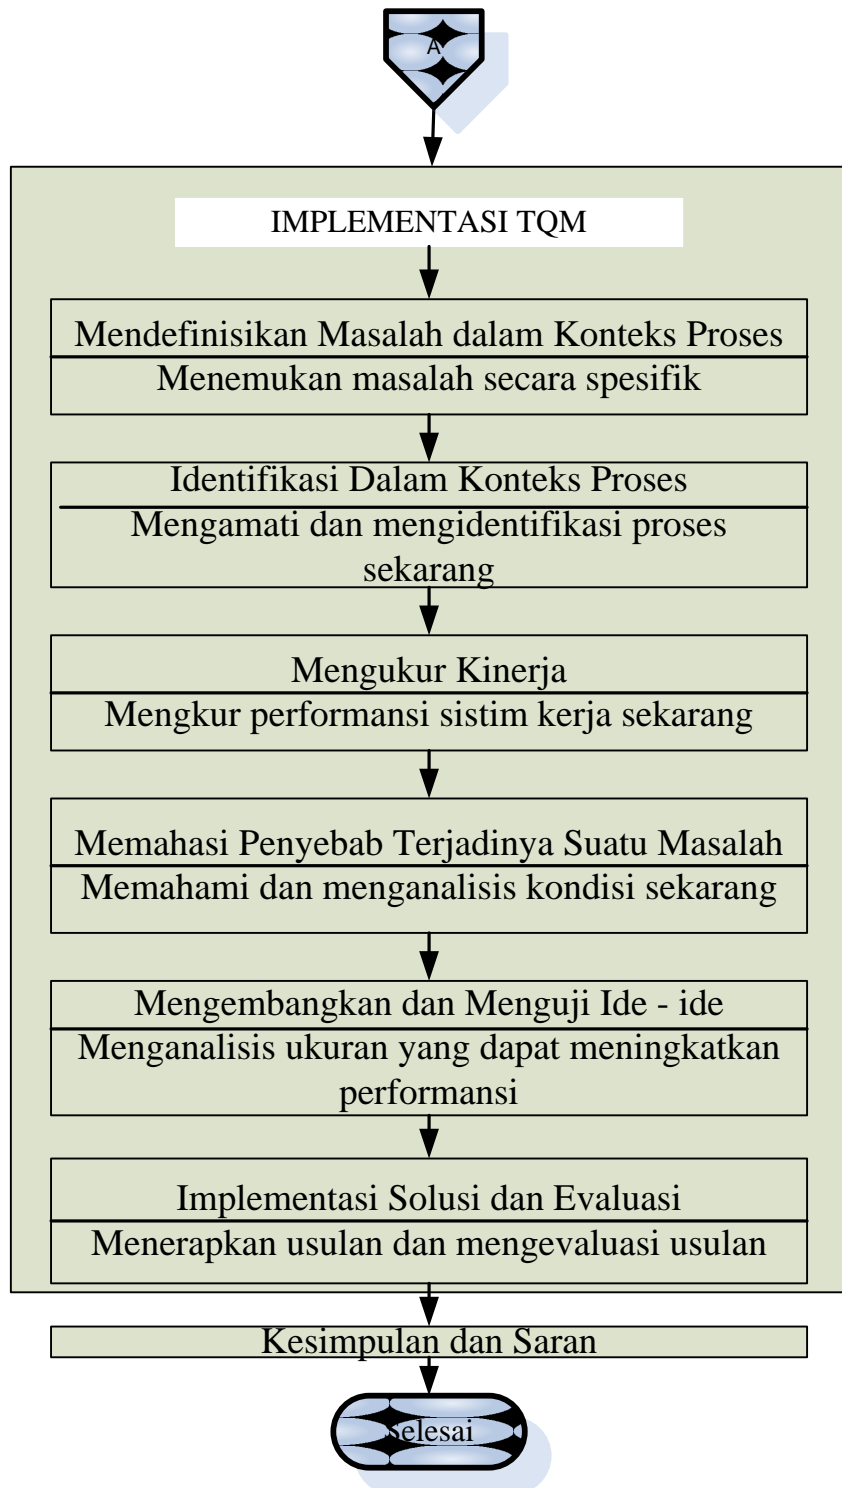 A
IMPLEMENTASI TQM
Mendefinisikan Masalah dalam Konteks Proses
Menemukan masalah secara spesifik
Identifikasi Dalam Konteks Proses
Mengamati dan mengidentifikasi proses
sekarang
Mengukur Kinerja
Mengkur performansi sistim kerja sekarang
Memahasi Penyebab Terjadinya Suatu Masalah
Memahami dan menganalisis kondisi sekarang
Mengembangkan dan Menguji Ide - ide
Menganalisis ukuran yang dapat meningkatkan
performansi
Implementasi Solusi dan Evaluasi
Menerapkan usulan dan mengevaluasi usulan
Kesimpulan dan Saran
Selesai